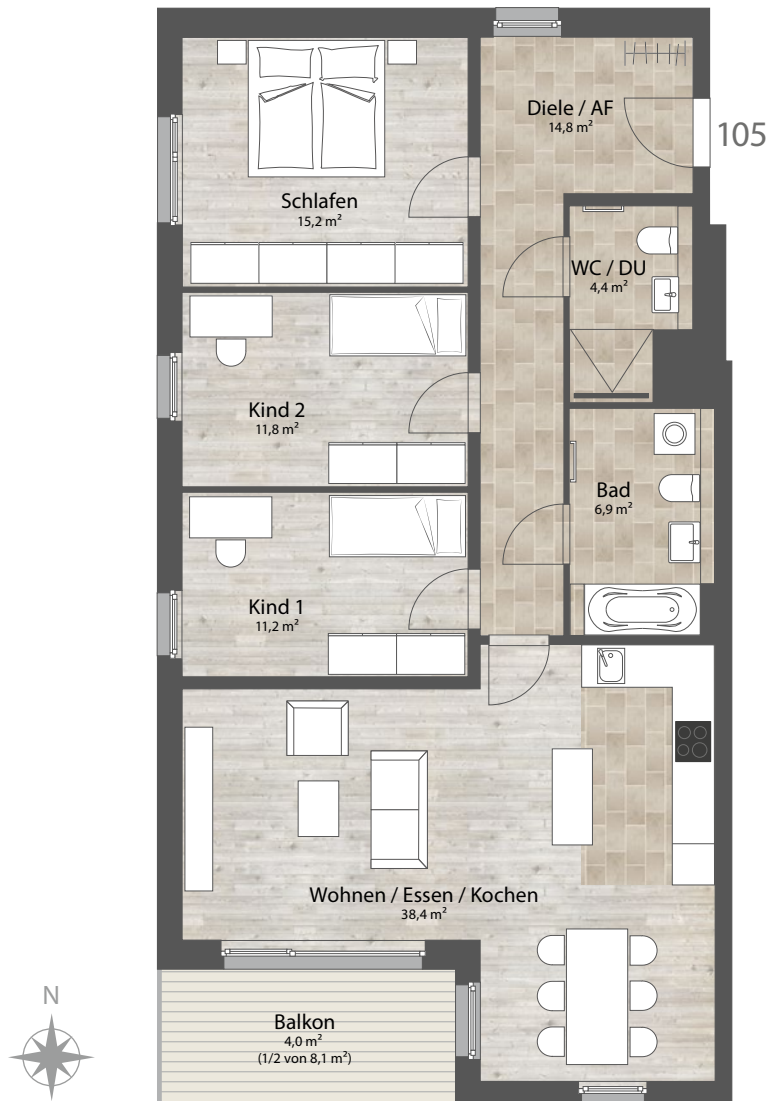 Diele / AF
14,8 m²
105
Schlafen
15,2 m²
WC / DU
4,4 m²
Kind 2
11,8 m²
Bad
6,9 m²
Kind 1
11,2 m²
Wohnen / Essen / Kochen
38,4 m²
N
Balkon
4,0 m²
(1/2 von 8,1 m²)